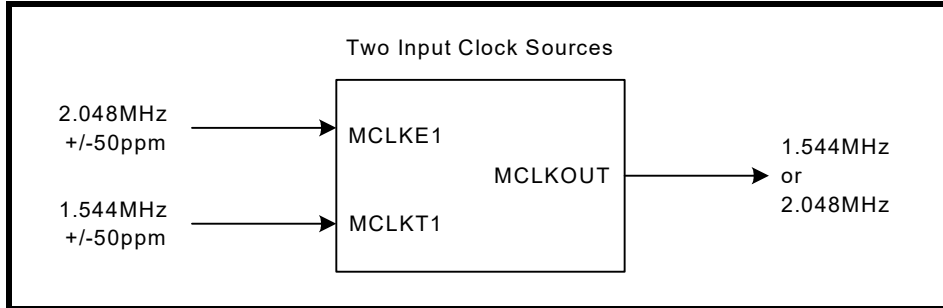 Two Input Clock Sources
2.048MHz
+/-50ppm
MCLKE1
1.544MHz
+/-50ppm
MCLKT1
MCLKOUT
1.544MHz
or
2.048MHz